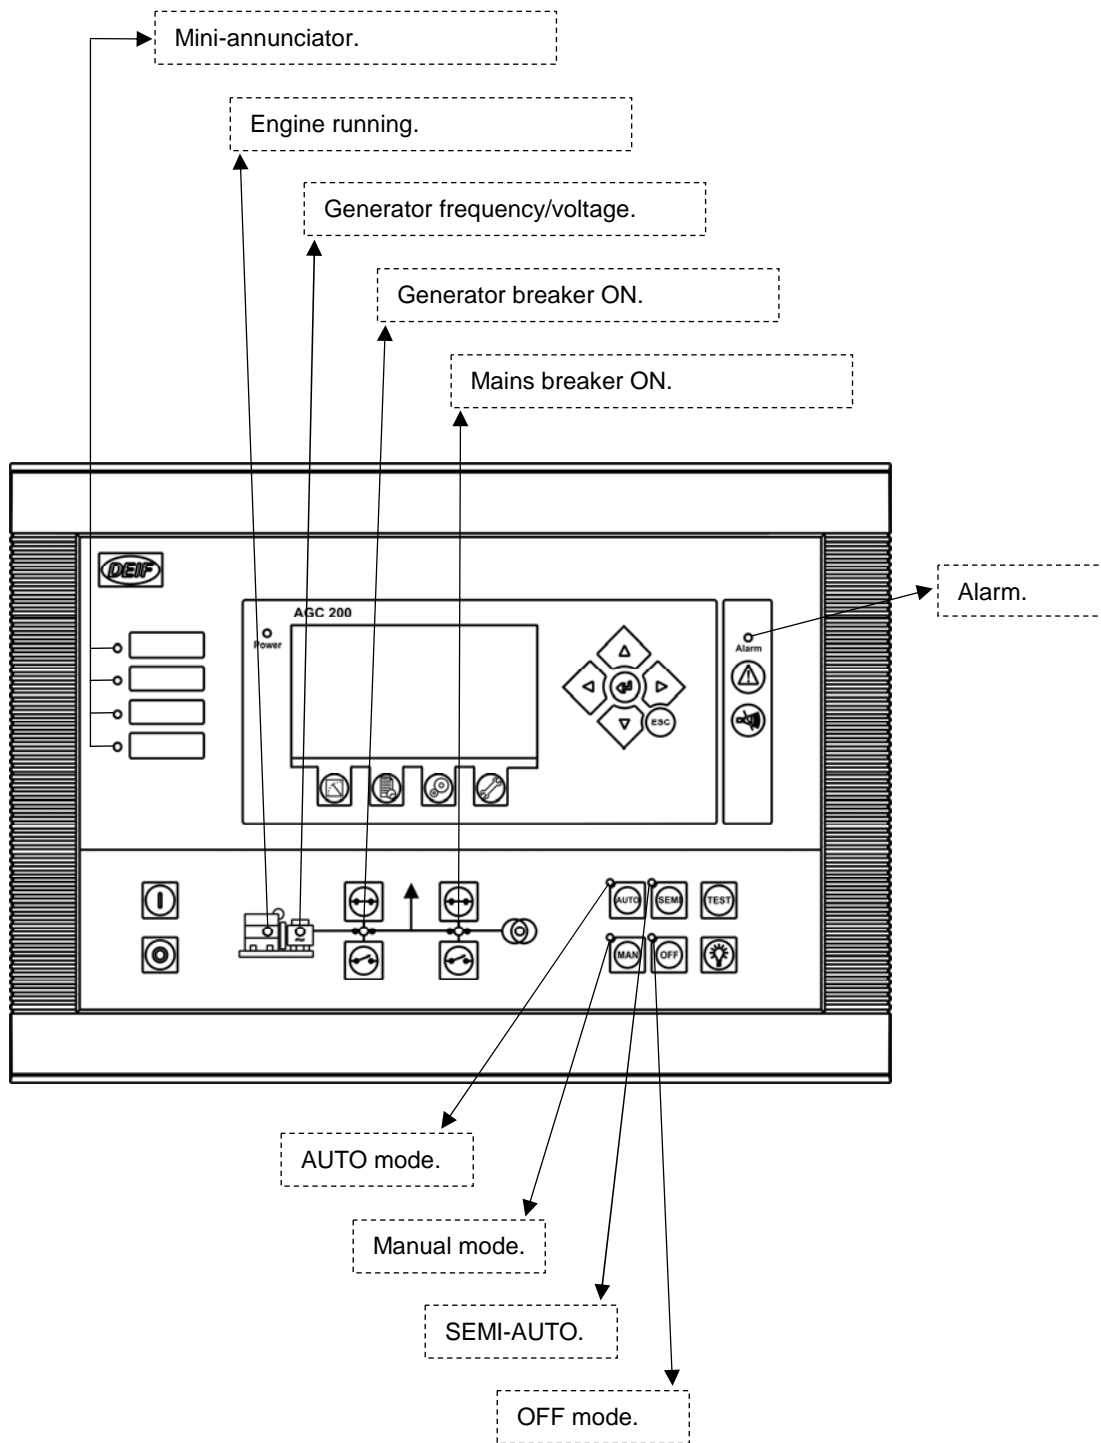 Mini-annunciator.
Engine running.
Generator frequency/voltage.
Generator breaker ON.
Mains breaker ON.
DEIF
Alarm.
AGC 200
Power
Alarm
ESC
AUTO
SEMI
TEST
MAN
OFF
AUTO mode.
Manual mode.
SEMI-AUTO.
OFF mode.